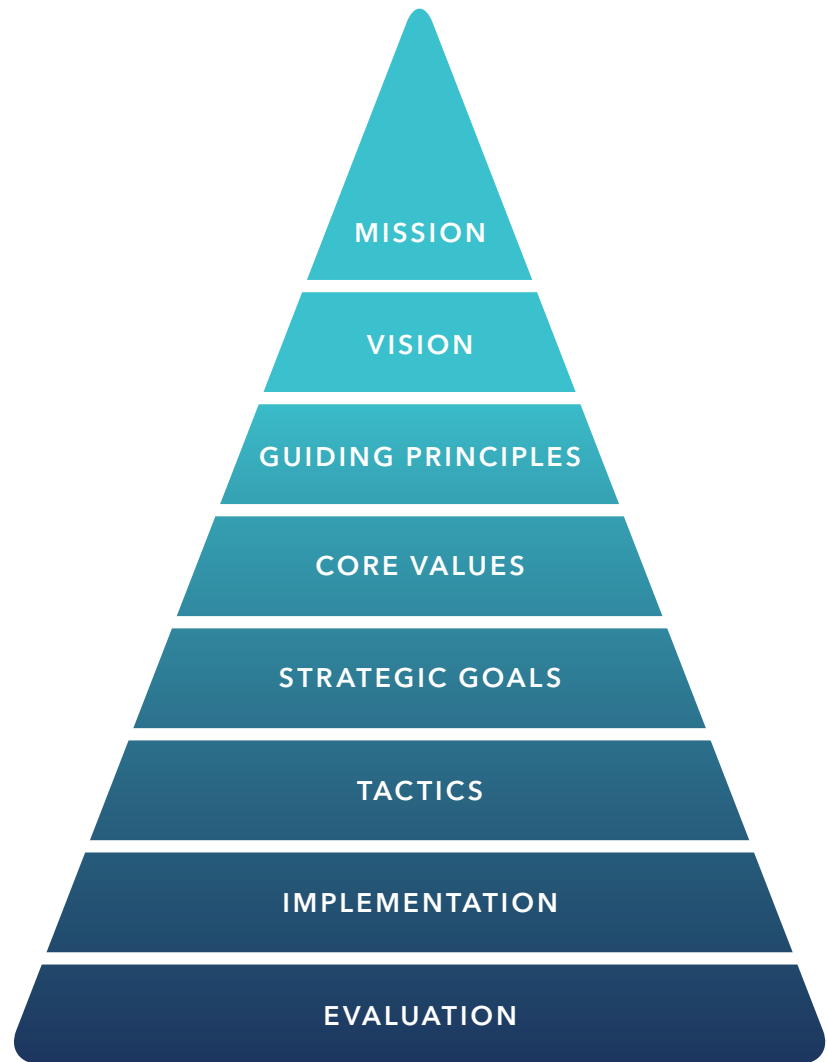 MISSION
VISION
GUIDING PRINCIPLES
CORE VALUES
STRATEGIC GOALS
TACTICS
IMPLEMENTATION
EVALUATION